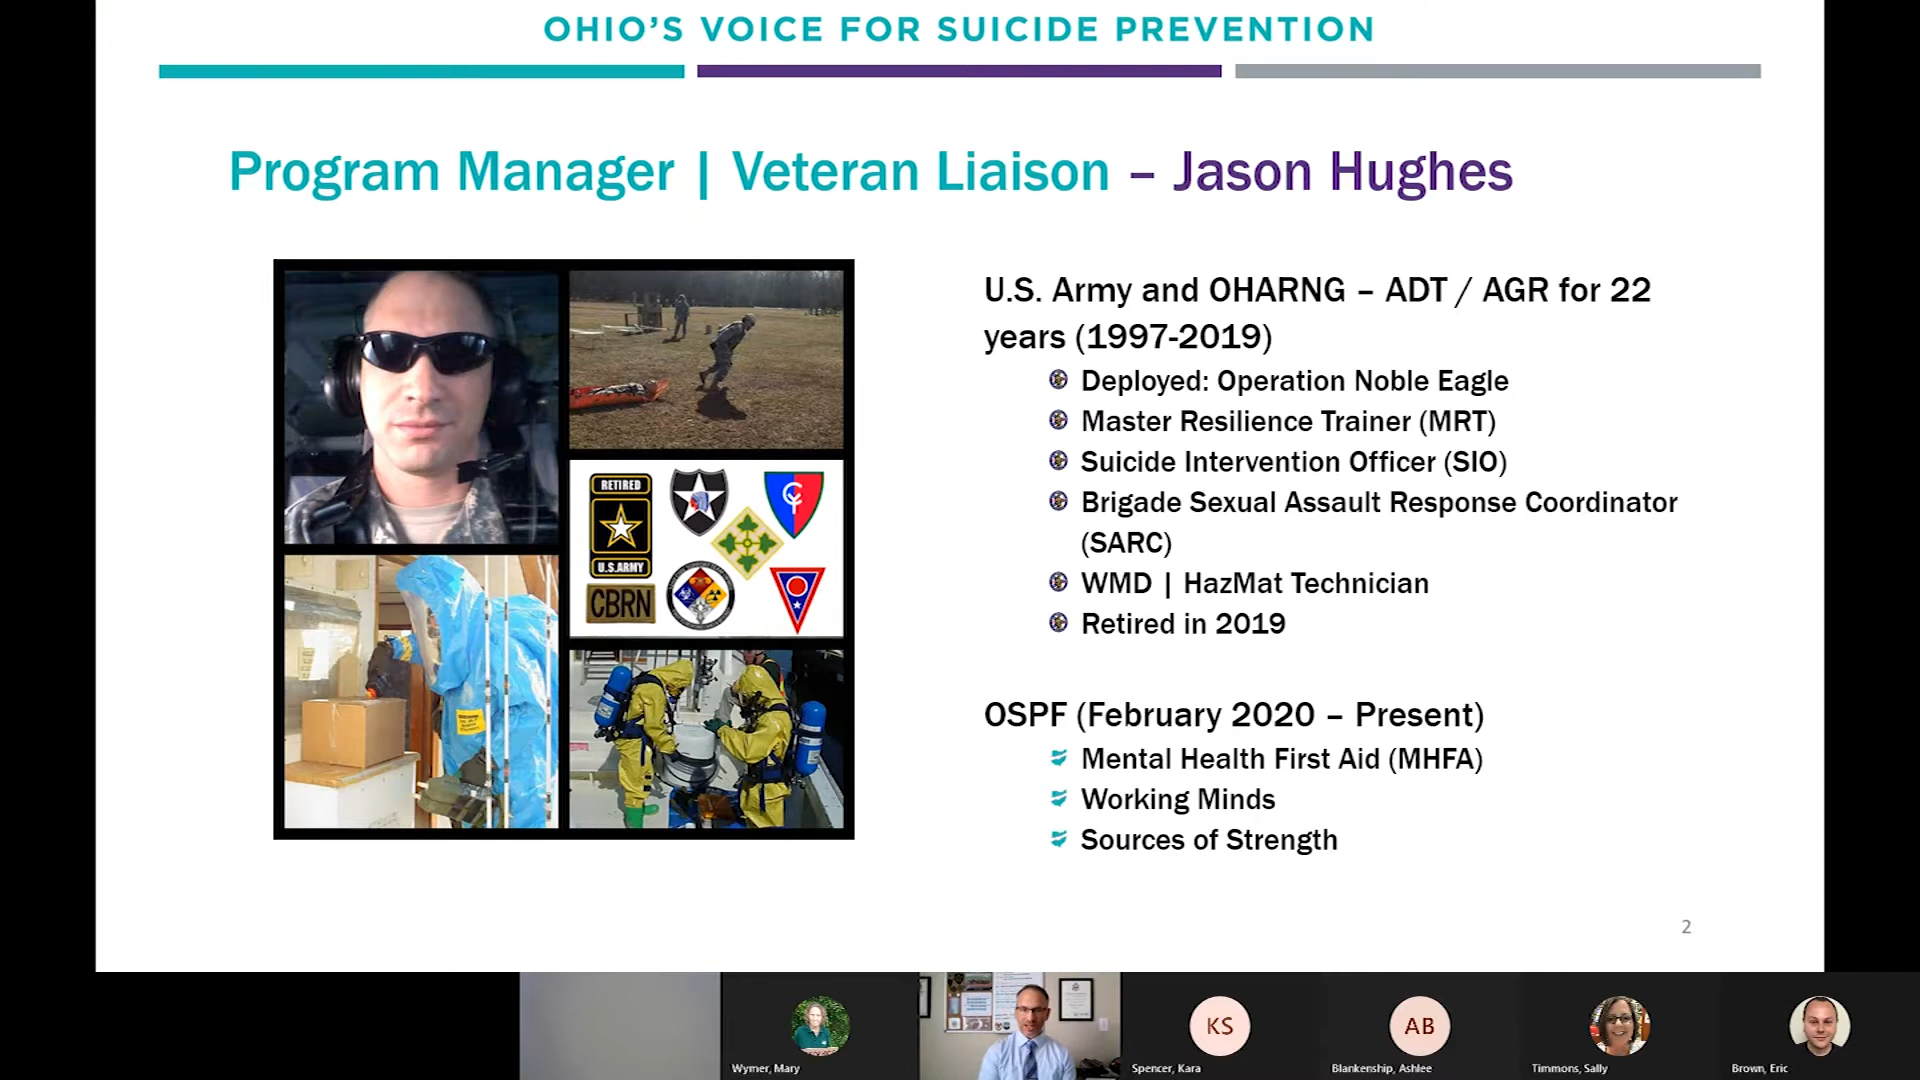 OHIO'S VOICE FOR SUICIDE PREVENTION
Program Manager | Veteran Liaison – Jason Hughes
RETIRED
U.S.ARMY
CBRN
U.S. Army and OHARNG – ADT / AGR for 22
years (1997-2019)
Deployed: Operation Noble Eagle
Master Resilience Trainer (MRT)
Suicide Intervention Officer (SIO)
Brigade Sexual Assault Response Coordinator
(SARC)
WMD | HazMat Technician
Retired in 2019
OSPF (February 2020 – Present)
Mental Health First Aid (MHFA)
Working Minds
Sources of Strength
2
KS
AB
Wymer, Mary
Spencer, Kara
Blankenship, Ashlee
Timmons, Sally
Brown, Eric